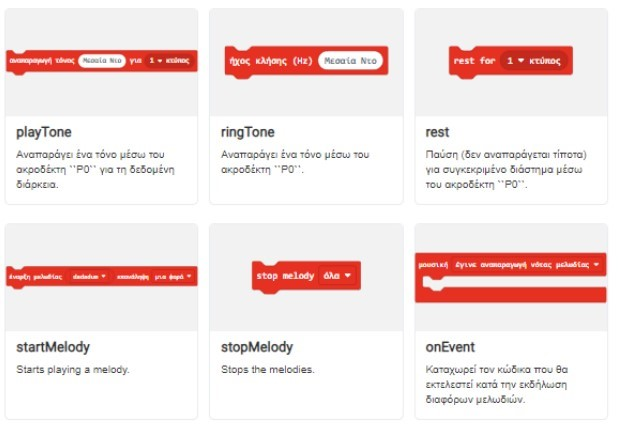 αναπαραγωγή τόνος Μεσαία Ντο για 1 κτύπος
playTone
Αναπαράγει ένα τόνο μέσω του
ακροδέκτη ``P0`` για τη δεδομένη
διάρκεια.
ήχος κλήσης (Hz) Μεσαία Ντο
ringTone
Αναπαράγει ένα τόνο μέσω του
ακροδέκτη ``P0``.
rest for 1 κτύπος
rest
Παύση (δεν αναπαράγεται τίποτα)
για συγκεκριμένο διάστημα μέσω
του ακροδέκτη ``P0``.
έναρξη μελωδίας dadadum επανάληψη μια φορά
startMelody
Starts playing a melody.
stop melody όλα
stopMelody
Stops the melodies.
μουσική έγινε αναπαραγωγή νότας μελωδίας
onEvent
Καταχωρεί τον κώδικα που θα
εκτελεστεί κατά την εκδήλωση
διαφόρων μελωδιών.